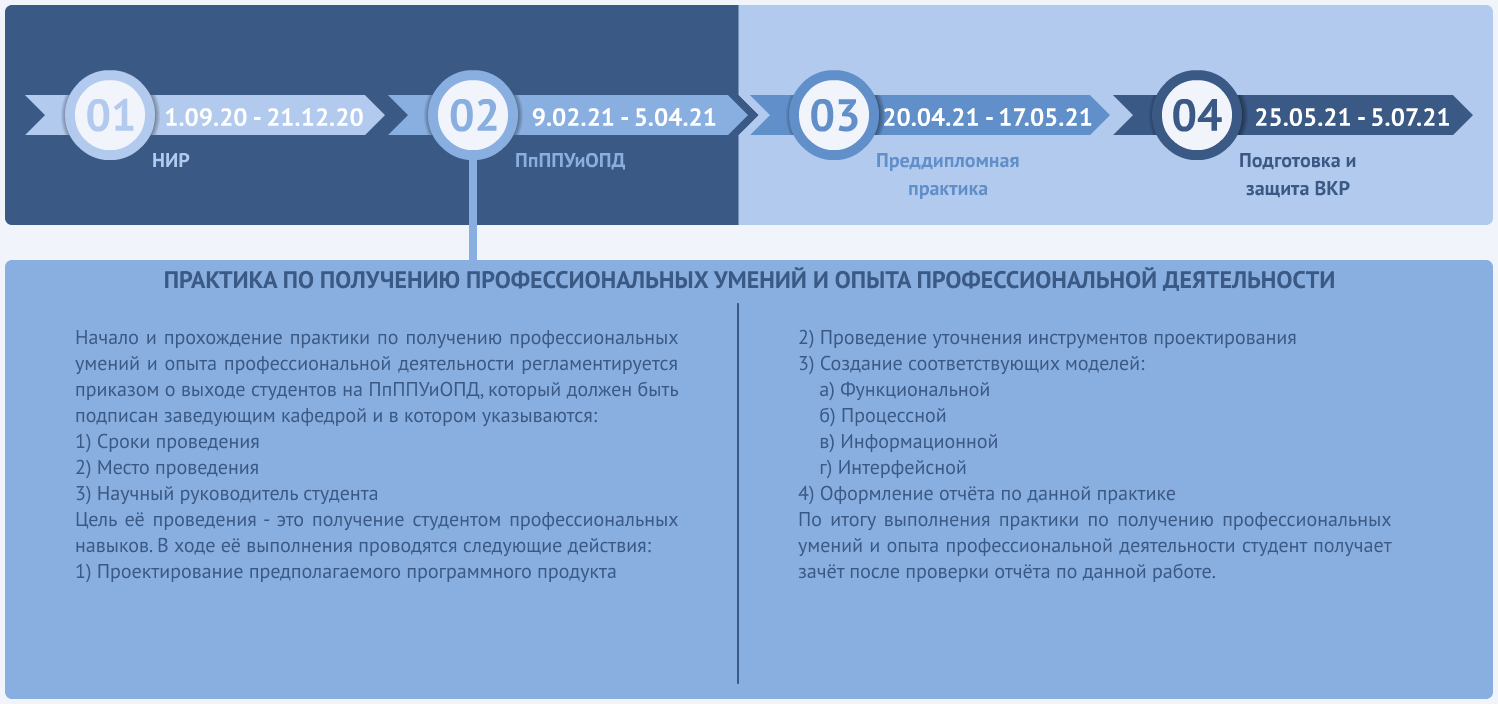 01
1.09.20 - 21.12.20
НИР
02
9.02.21 - 5.04.21
ПпППУиОПД
03
20.04.21 - 17.05.21
Преддипломная
практика
04
25.05.21 - 5.07.21
Подготовка и
защита ВКР
ПРАКТИКА ПО ПОЛУЧЕНИЮ ПРОФЕССИОНАЛЬНЫХ УМЕНИЙ И ОПЫТА ПРОФЕССИОНАЛЬНОЙ ДЕЯТЕЛЬНОСТИ
Начало и прохождение практики по получению профессиональных
умений и опыта профессиональной деятельности регламентируется
приказом о выходе студентов на ПпППУиОПД, который должен быть
подписан заведующим кафедрой и в котором указываются:
1) Сроки проведения
2) Место проведения
3) Научный руководитель студента
Цель её проведения - это получение студентом профессиональных
навыков. В ходе её выполнения проводятся следующие действия:
1) Проектирование предполагаемого программного продукта
2) Проведение уточнения инструментов проектирования
3) Создание соответствующих моделей:
а) Функциональной
б) Процессной
в) Информационной
г) Интерфейсной
4) Оформление отчёта по данной практике
По итогу выполнения практики по получению профессиональных
умений и опыта профессиональной деятельности студент получает
зачёт после проверки отчёта по данной работе.